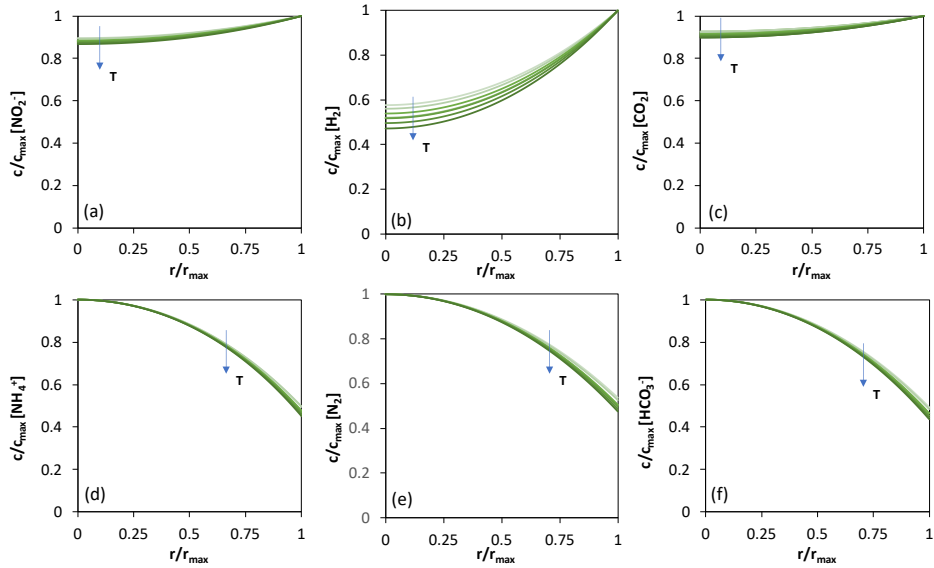 1
0.8
0.6
0.4
0.2
0
c/cmax [NO2-]
T
(a)
0 0.25 0.5 0.75 1
r/rmax
1
0.8
0.6
0.4
0.2
0
c/cmax [H2]
T
(b)
0 0.25 0.5 0.75 1
r/rmax
1
0.8
0.6
0.4
0.2
0
c/cmax [CO2]
T
(c)
0 0.25 0.5 0.75 1
r/rmax
1
0.8
0.6
0.4
0.2
0
c/cmax [NH4+]
T
(d)
0 0.25 0.5 0.75 1
r/rmax
1
0.8
0.6
0.4
0.2
0
c/cmax [N2]
T
(e)
0 0.25 0.5 0.75 1
r/rmax
1
0.8
0.6
0.4
0.2
0
c/cmax [HCO3-]
T
(f)
0 0.25 0.5 0.75 1
r/rmax